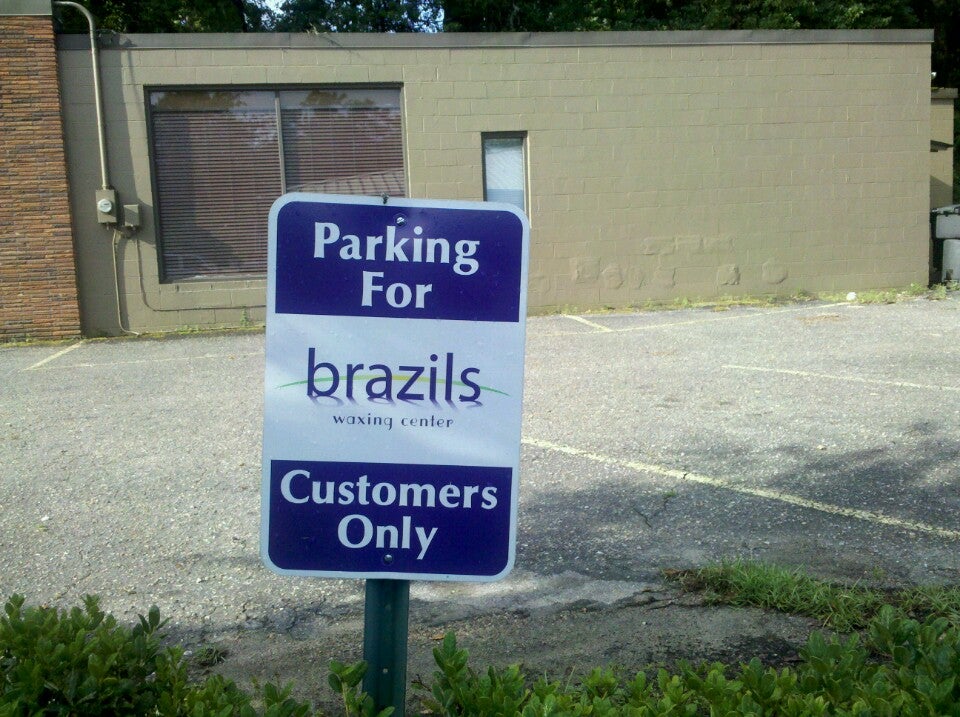 Parking
For
brazils
waxing center
Customers
Only